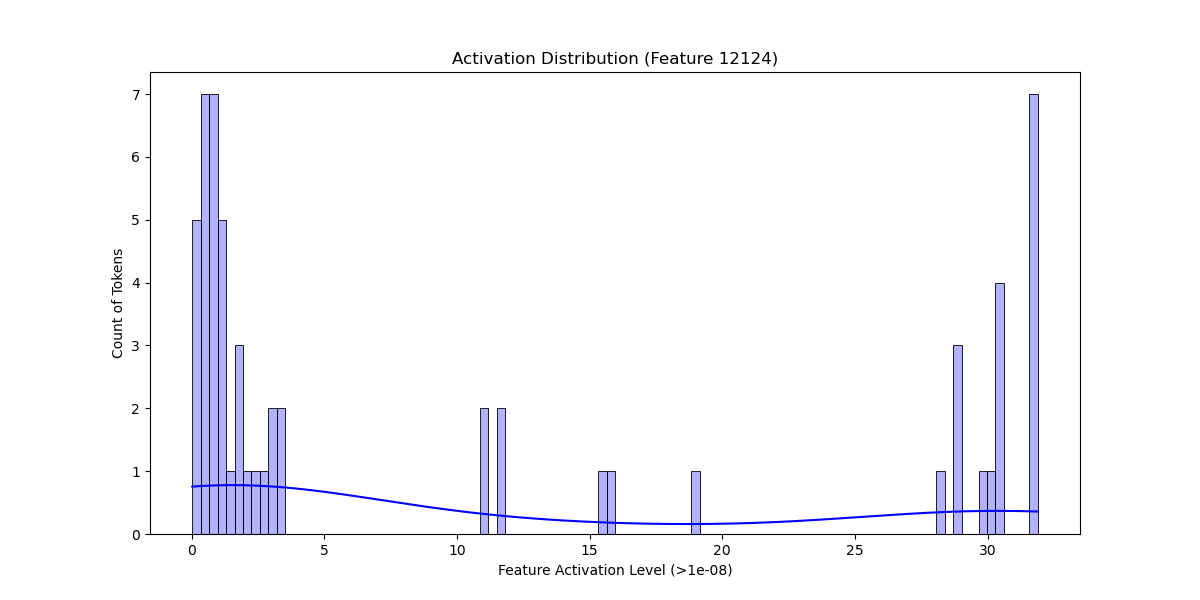 Activation Distribution (Feature 12124)
Count of Tokens
7
6
5
4
3
2
1
0
0 5 10 15 20 25 30
Feature Activation Level (>1e-08)